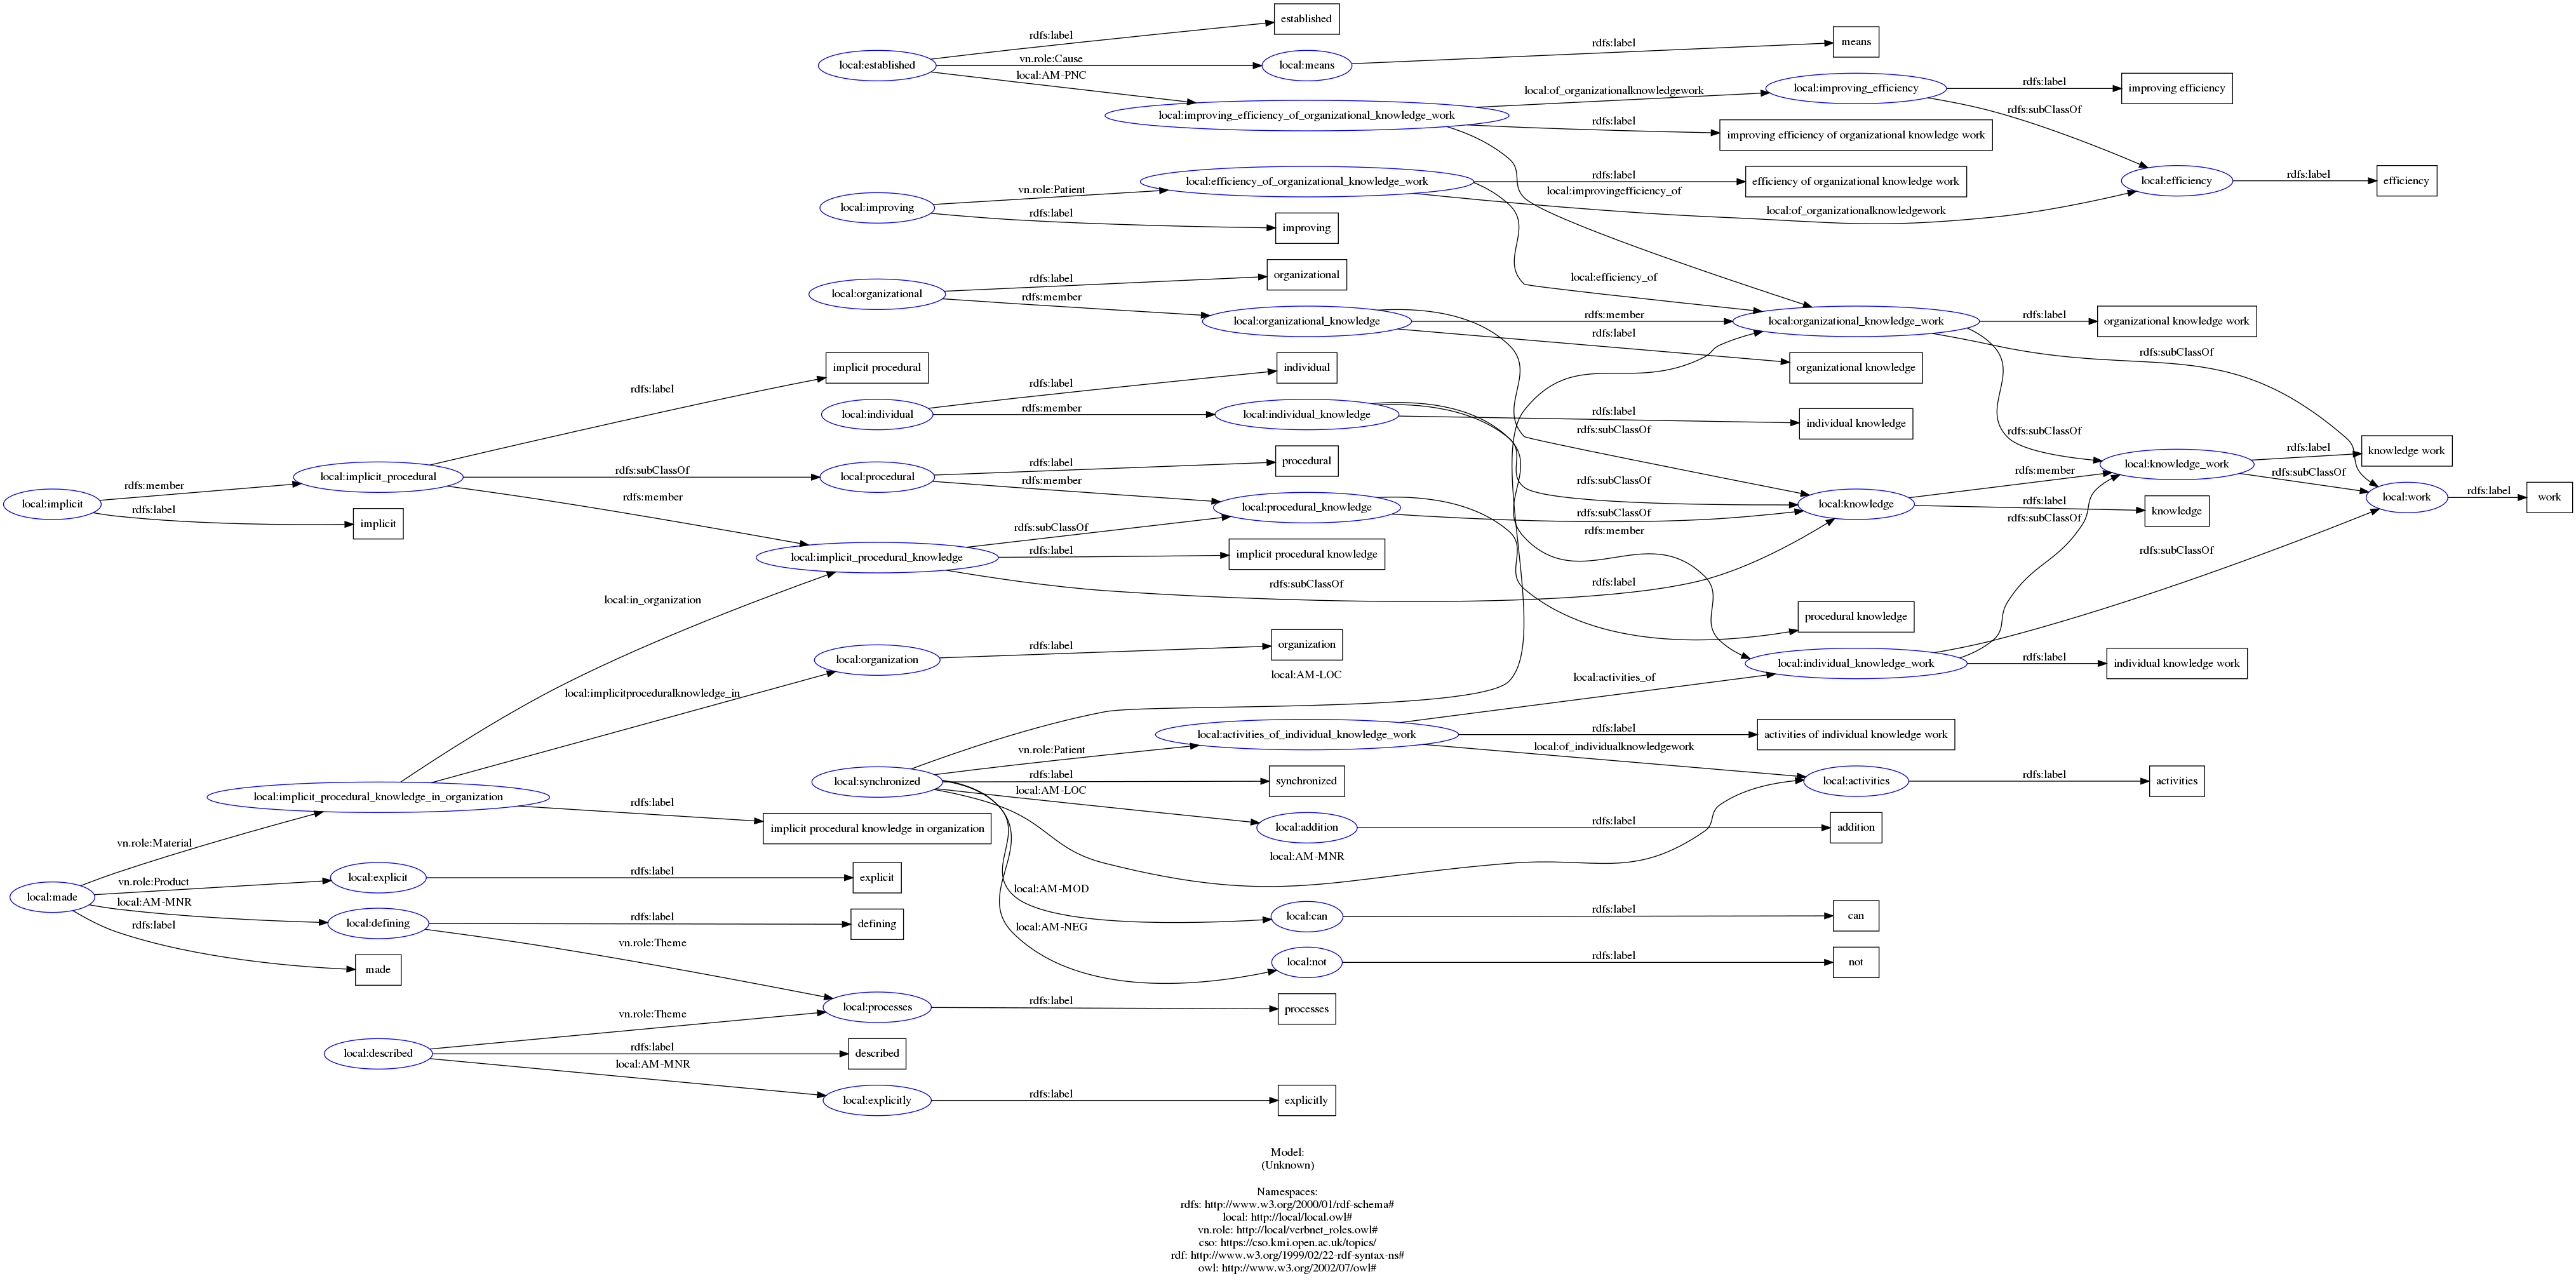 established
rdfs:label
means
rdfs:label
local:established
vn.role:Cause
local:means
local:AM-PNC
local:of_organizationalknowledgework
local:improving_efficiency
rdfs:label
improving efficiency
local:improving_efficiency_of_organizational_knowledge_work
rdfs:subClassOf
rdfs:label
improving efficiency of organizational knowledge work
local:efficiency_of_organizational_knowledge_work
rdfs:label
efficiency of organizational knowledge work
local:efficiency
rdfs:label
efficiency
vn.role:Patient
local:improvingefficiency_of
local:improving
rdfs:label
local:of_organizationalknowledgework
improving
rdfs:label
organizational
local:efficiency_of
local:organizational
rdfs:member
local:organizational_knowledge
rdfs:member
local:organizational_knowledge_work
rdfs:label
organizational knowledge work
rdfs:label
rdfs:subClassOf
implicit procedural
individual
organizational knowledge
rdfs:label
rdfs:label
local:individual
rdfs:member
local:individual_knowledge
rdfs:label
individual knowledge
rdfs:subClassOf
rdfs:subClassOf
rdfs:label
knowledge work
procedural
rdfs:label
local:knowledge_work
local:implicit_procedural
rdfs:subClassOf
local:procedural
rdfs:member
rdfs:subClassOf
rdfs:member
rdfs:subClassOf
rdfs:member
local:implicit
rdfs:member
local:procedural_knowledge
local:knowledge
rdfs:label
local:work
rdfs:label
work
rdfs:label
implicit
rdfs:subClassOf
rdfs:subClassOf
knowledge
rdfs:subClassOf
rdfs:member
local:implicit_procedural_knowledge
rdfs:label
implicit procedural knowledge
rdfs:subClassOf
rdfs:subClassOf
rdfs:label
local:in_organization
procedural knowledge
rdfs:label
organization
local:organization
local:individual_knowledge_work
rdfs:label
individual knowledge work
local:AM-LOC
local:activities_of
local:implicitproceduralknowledge_in
local:activities_of_individual_knowledge_work
rdfs:label
activities of individual knowledge work
vn.role:Patient
local:of_individualknowledgework
local:synchronized
rdfs:label
synchronized
local:activities
rdfs:label
activities
local:AM-LOC
local:implicit_procedural_knowledge_in_organization
rdfs:label
implicit procedural knowledge in organization
local:addition
rdfs:label
addition
vn.role:Material
local:AM-MNR
vn.role:Product
local:explicit
rdfs:label
explicit
local:AM-MOD
local:made
local:AM-MNR
local:can
rdfs:label
can
local:defining
rdfs:label
defining
rdfs:label
local:AM-NEG
vn.role:Theme
made
local:not
rdfs:label
not
local:processes
rdfs:label
processes
vn.role:Theme
local:described
rdfs:label
described
local:AM-MNR
local:explicitly
rdfs:label
explicitly
Model:
(Unknown)
Namespaces:
rdfs: http://www.w3.org/2000/01/rdf-schema#
local: http://local/local.owl#
vn.role: http://local/verbnet_roles.owl#
cso: https://cso.kmi.open.ac.uk/topics/
rdf: http://www.w3.org/1999/02/22-rdf-syntax-ns#
owl: http://www.w3.org/2002/07/owl#